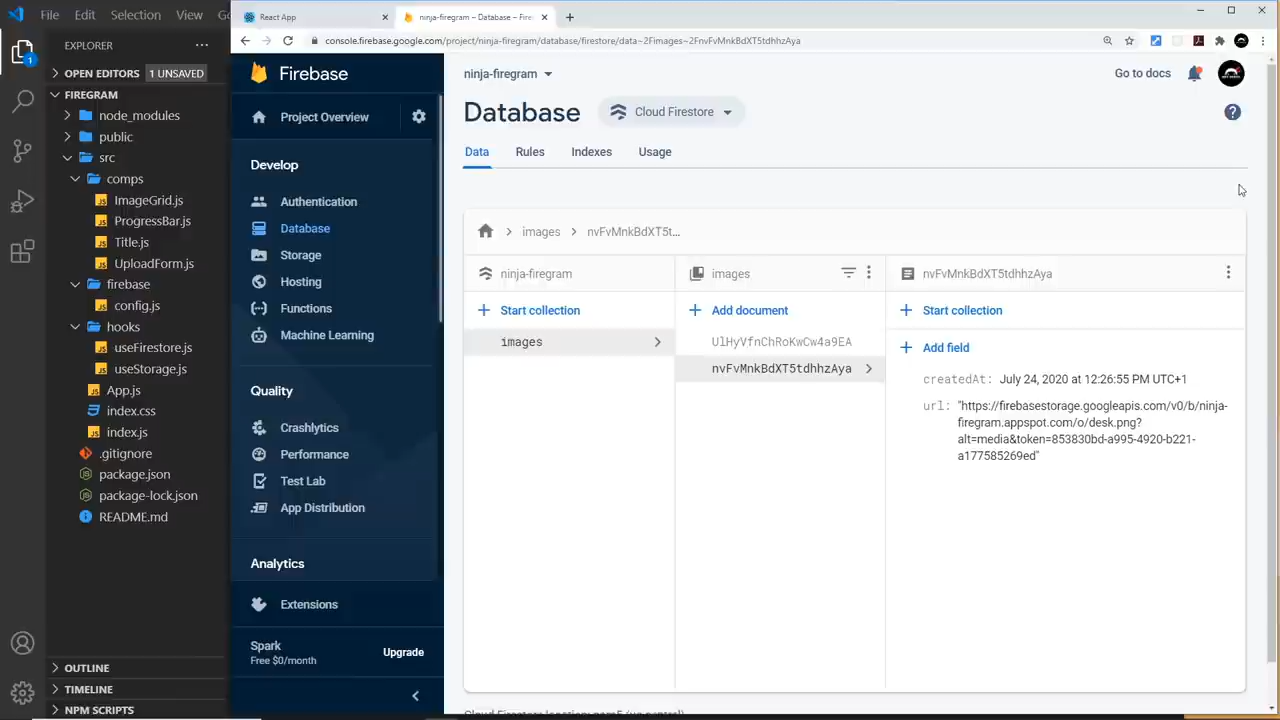 File Edit Selection View
EXPLORER
OPEN EDITORS 1 UNSAVED
FIREGRAM
node_modules
public
src
comps
ImageGrid.js
ProgressBar.js
Title.js
UploadForm.js
firebase
config.js
hooks
useFirestore.js
useStorage.js
App.js
index.css
index.js
.gitignore
package.json
package-lock.json
README.md
OUTLINE
TIMELINE
NPM SCRIPTS
1
React App
ninja-firegram – Database – Fire
console.firebase.google.com/project/ninja-firegram/database/firestore/data~2Fimages~2FnvFvMnkBdXT5tdhhzAya
Firebase
Project Overview
Develop
Authentication
Database
Storage
Hosting
Functions
Machine Learning
Quality
Crashlytics
Performance
Test Lab
App Distribution
Analytics
Extensions
Spark
Free $0/month
Upgrade
ninja-firegram
Go to docs
Database
Cloud Firestore
Data Rules Indexes Usage
images
nvFvMnkBdXT5t...
ninja-firegram
Start collection
images
images
Add document
UlHyVfnChRoKwCw4a9EA
nvFvMnkBdXT5tdhhzAya
nvFvMnkBdXT5tdhhzAya
Start collection
Add field
createdAt: July 24, 2020 at 12:26:55 PM UTC+1
url: "https://firebasestorage.googleapis.com/v0/b/ninja-
firegram.appspot.com/o/desk.png?
alt=media&token=853830bd-a995-4920-b221-
a177585269ed"